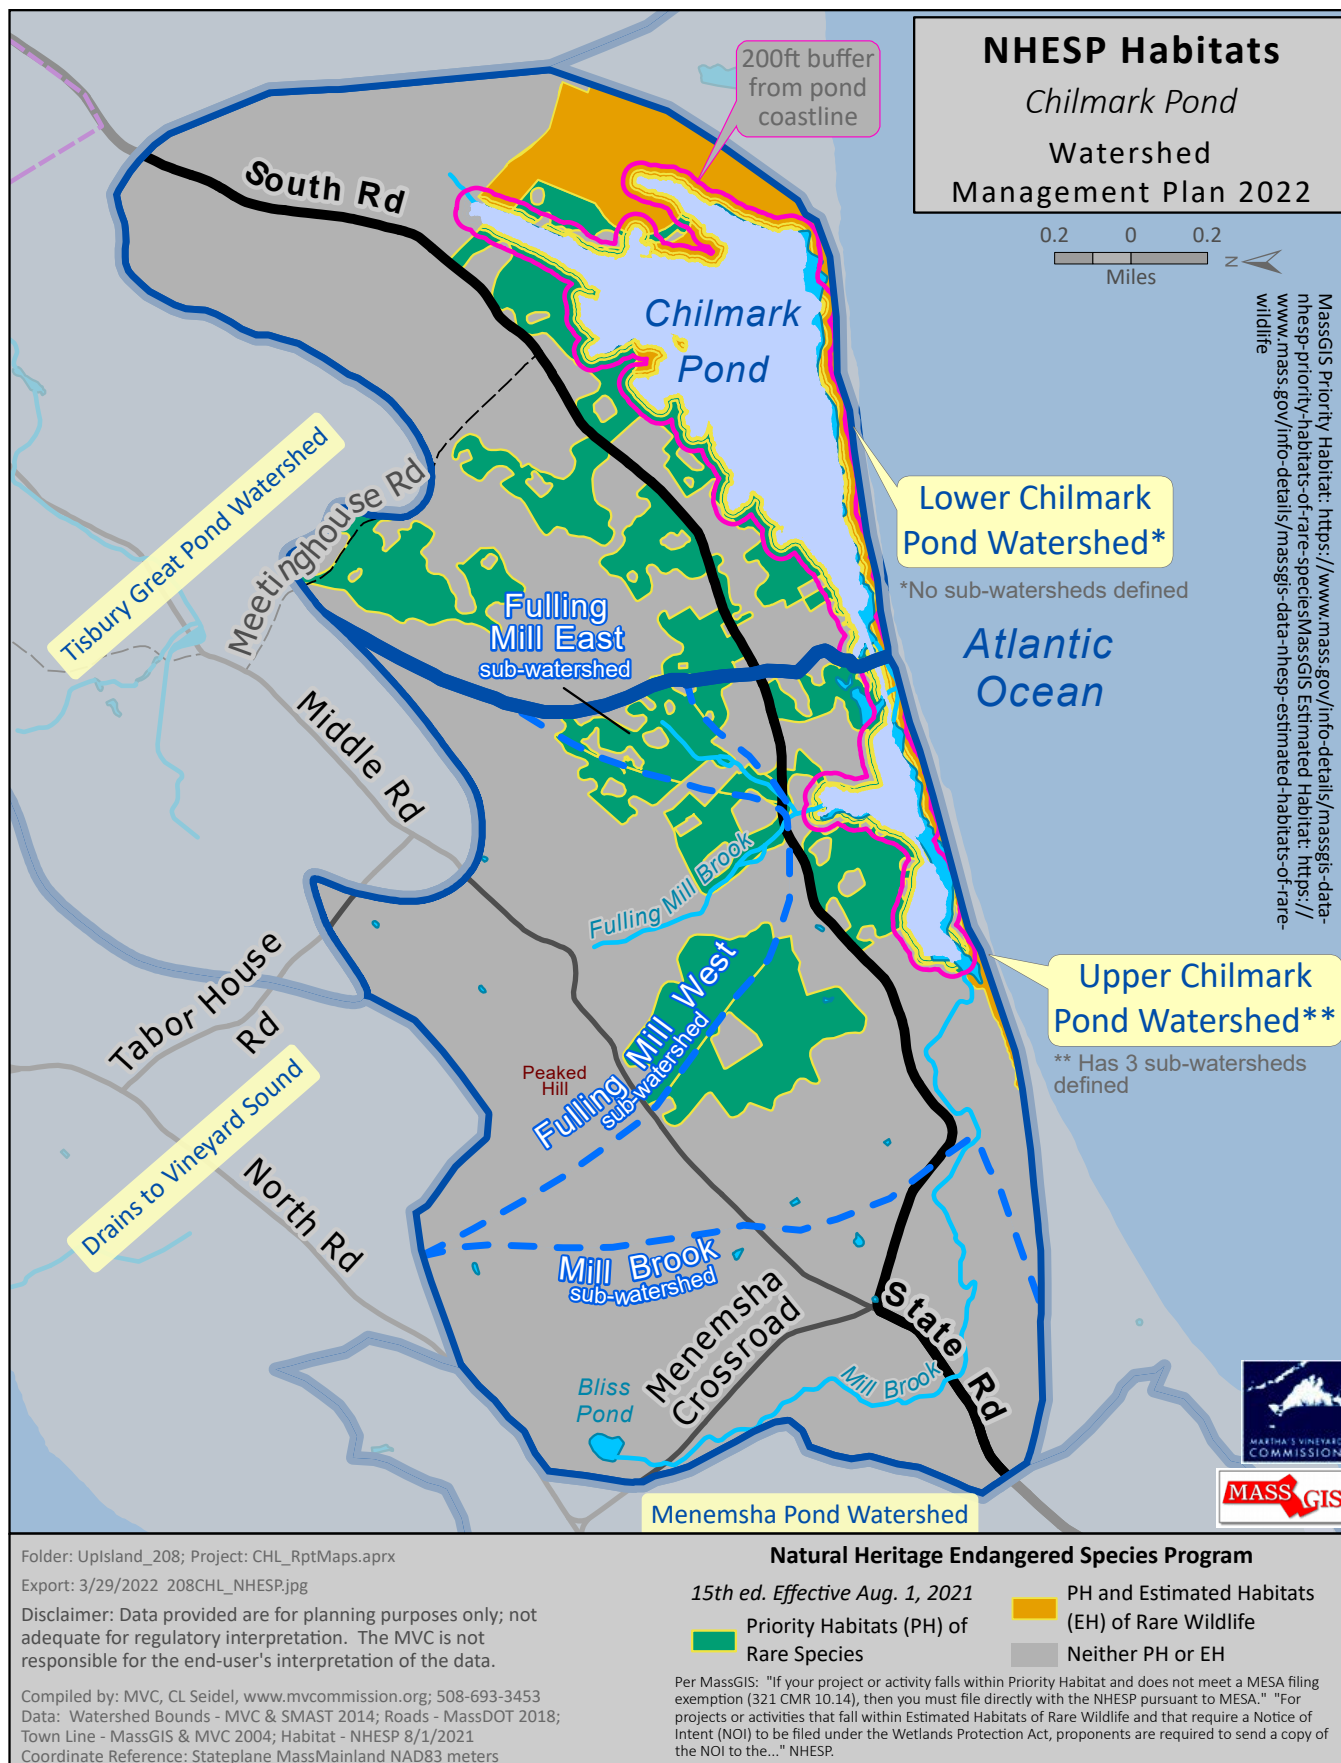 NHESP Habitats
Chilmark Pond
Watershed
Management Plan 2022
200ft buffer
from pond
coastline
0.2 0 0.2
Miles
N
South Rd
MassGIS Priority Habitat: https://www.mass.gov/info-details/massgis-data-
nhesp-priority-habitats-of-rare-speciesMassGIS Estimated Habitat: https://
www.mass.gov/info-details/massgis-data-nhesp-estimated-habitats-of-rare-
wildlife
Chilmark
Pond
Tisbury Great Pond Watershed
Meetinghouse Rd
Lower Chilmark
Pond Watershed*
*No sub-watersheds defined
Fulling
Mill East
sub-watershed
Atlantic
Ocean
Middle Rd
Fulling Mill Brook
Tabor House
Rd
Fulling Mill West
sub-watershed
Upper Chilmark
Pond Watershed**
** Has 3 sub-watersheds
defined
Peaked
Hill
Drains to Vineyard Sound
North Rd
Mill Brook
sub-watershed
Menemsha
Crossroad
State Rd
Mill Brook
Bliss
Pond
MARTHA'S VINEYARD
COMMISSION
MASS GIS
Menemsha Pond Watershed
Folder: UpIsland_208; Project: CHL_RptMaps.aprx
Export: 3/29/2022 208CHL_NHESP.jpg
Disclaimer: Data provided are for planning purposes only; not
adequate for regulatory interpretation. The MVC is not
responsible for the end-user's interpretation of the data.
Compiled by: MVC, CL Seidel, www.mvcommission.org; 508-693-3453
Data: Watershed Bounds - MVC & SMAST 2014; Roads - MassDOT 2018;
Town Line - MassGIS & MVC 2004; Habitat - NHESP 8/1/2021
Coordinate Reference: Stateplane MassMainland NAD83 meters
Natural Heritage Endangered Species Program
15th ed. Effective Aug. 1, 2021
Priority Habitats (PH) of
Rare Species
PH and Estimated Habitats
(EH) of Rare Wildlife
Neither PH or EH
Per MassGIS: "If your project or activity falls within Priority Habitat and does not meet a MESA filing
exemption (321 CMR 10.14), then you must file directly with the NHESP pursuant to MESA." "For
projects or activities that fall within Estimated Habitats of Rare Wildlife and that require a Notice of
Intent (NOI) to be filed under the Wetlands Protection Act, proponents are required to send a copy of
the NOI to the..." NHESP.